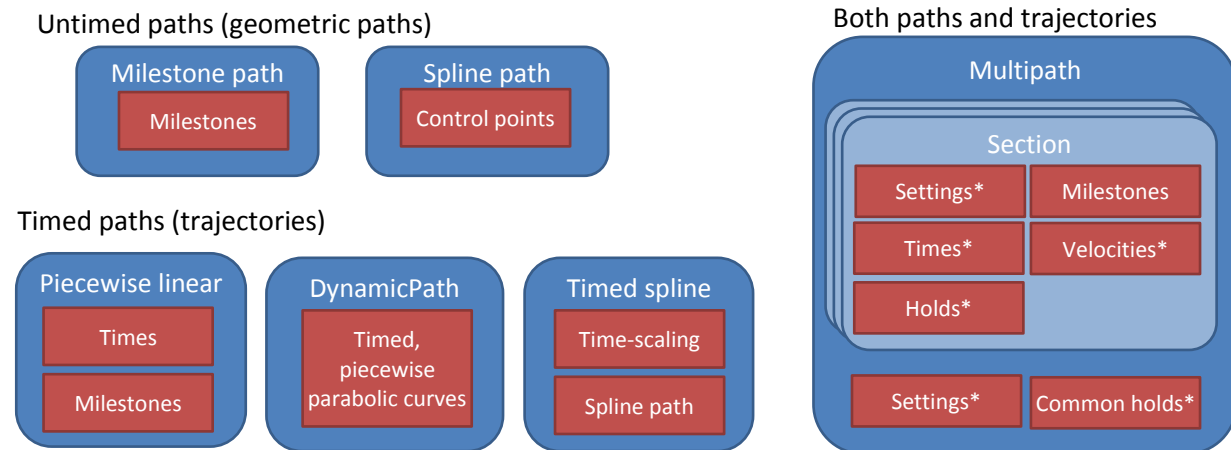 Untimed paths (geometric paths)
Milestone path
Milestones
Spline path
Control points
Timed paths (trajectories)
Piecewise linear
Times
Milestones
DynamicPath
Timed,
piecewise
parabolic curves
Timed spline
Time-scaling
Spline path
Both paths and trajectories
Multipath
Section
Settings*
Milestones
Times*
Velocities*
Holds*
Settings*
Common holds*